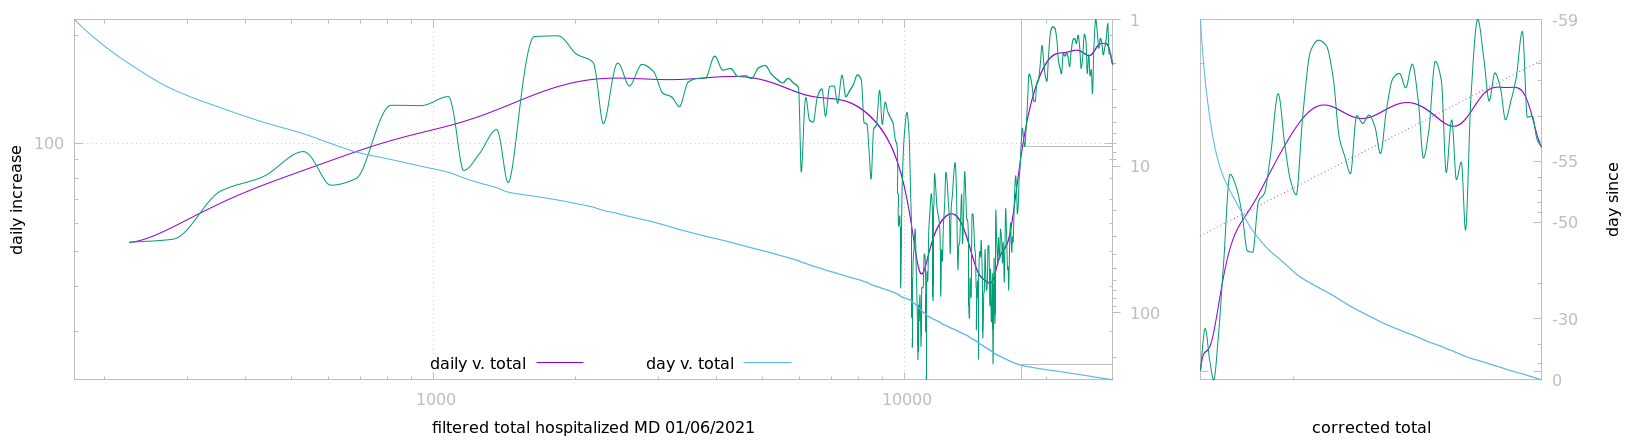 daily increase
100
1
10
100
daily v. total
day v. total
1000
10000
filtered total hospitalized MD 01/06/2021
-59
-55
-50
-30
0
day since
corrected total